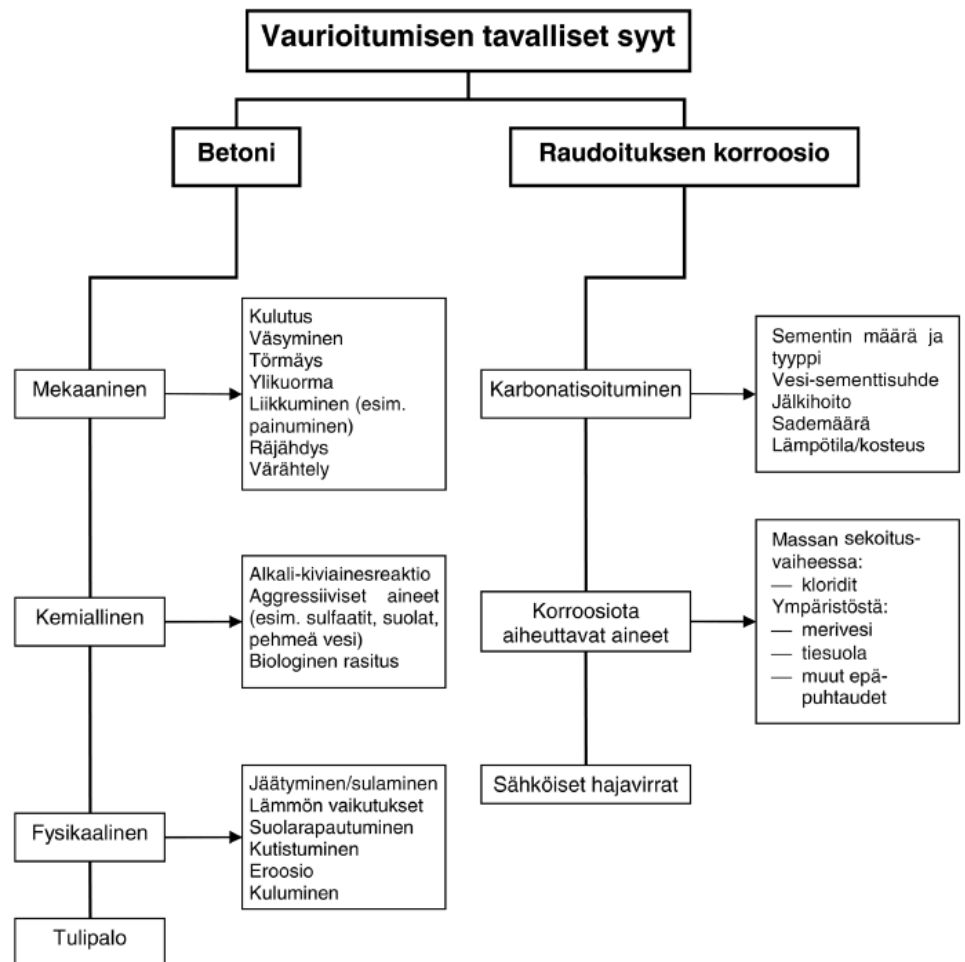 Vaurioitumisen tavalliset syyt
Betoni
Raudoituksen korroosio
Mekaaninen
Kulutus
Väsyminen
Törmäys
Ylikuorma
Liikkuminen (esim.
painuminen)
Räjähdys
Värähtely
Kemiallinen
Alkali-kiviainesreaktio
Aggressiiviset aineet
(esim. sulfaatit, suolat,
pehmeä vesi)
Biologinen rasitus
Fysikaalinen
Jäätyminen/sulaminen
Lämmön vaikutukset
Suolarapautuminen
Kutistuminen
Eroosio
Kuluminen
Tulipalo
Karbonatisoituminen
Sementin määrä ja
tyyppi
Vesi-sementtisuhde
Jälkihoito
Sademäärä
Lämpötila/kosteus
Korroosiota
aiheuttavat aineet
Massan sekoitus-
vaiheessa:
— kloridit
Ympäristöstä:
— merivesi
— tiesuola
— muut epä-
puhtaudet
Sähköiset hajavirrat